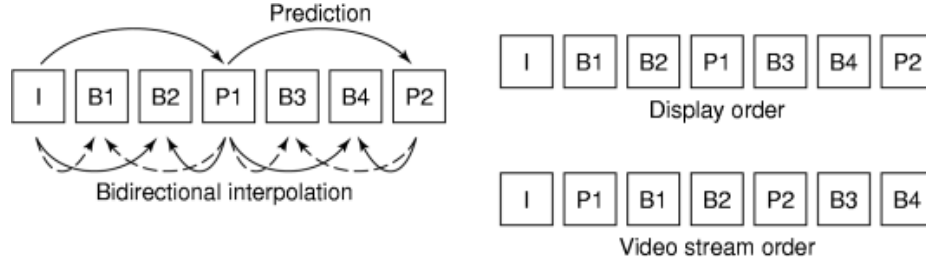 Prediction
I B1 B2 P1 B3 B4 P2
Bidirectional interpolation
I B1 B2 P1 B3 B4 P2
Display order
I P1 B1 B2 P2 B3 B4
Video stream order